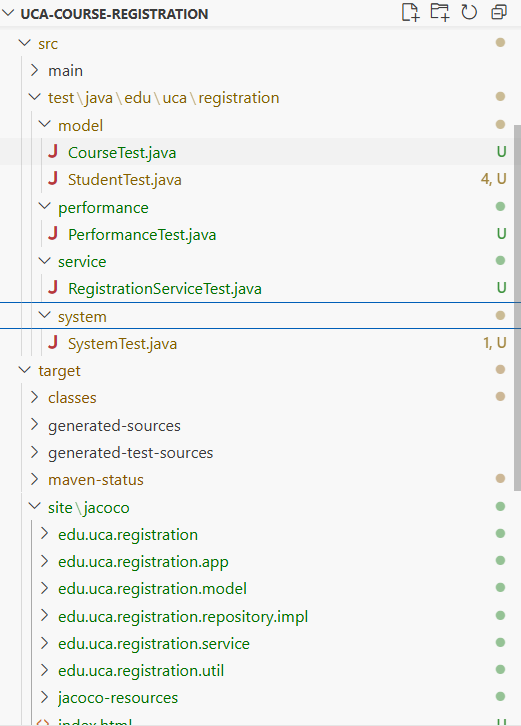 UCA-COURSE-REGISTRATION
src
main
test\java\edu\uca\registration
model
J CourseTest.java U
J StudentTest.java 4, U
performance
J PerformanceTest.java U
service
J RegistrationServiceTest.java U
system
J SystemTest.java 1, U
target
classes
generated-sources
generated-test-sources
maven-status
site\jacoco
edu.uca.registration
edu.uca.registration.app
edu.uca.registration.model
edu.uca.registration.repository.impl
edu.uca.registration.service
edu.uca.registration.util
jacoco-resources
<> index.html U